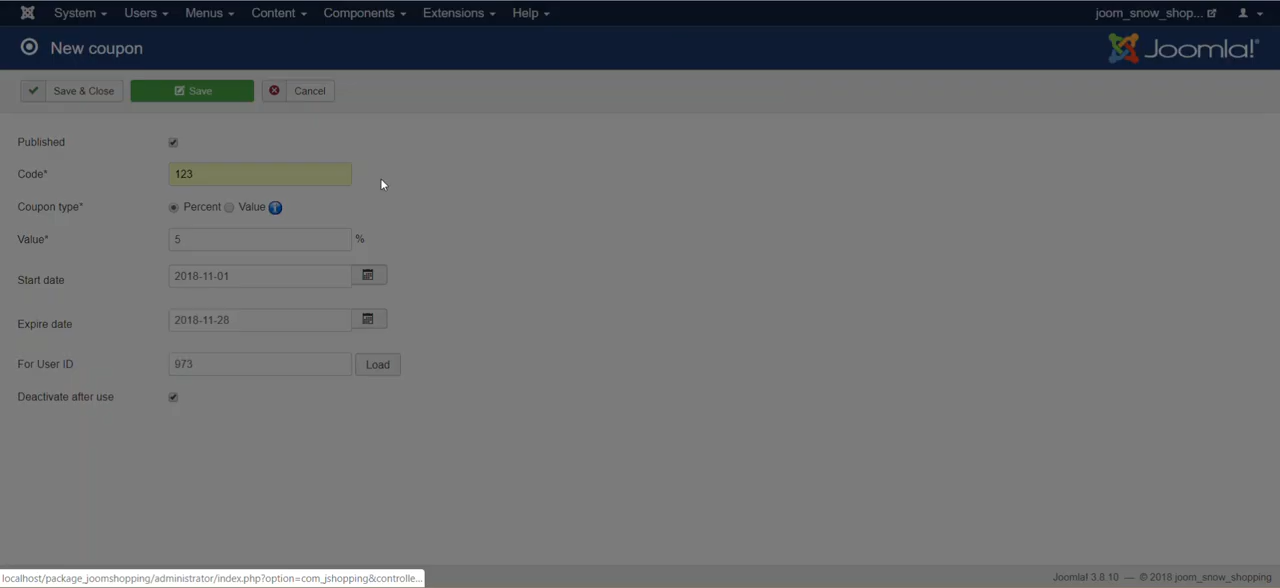 System Users Menus Content Components Extensions Help joom_snow_shop...
New coupon Joomla!®
Save & Close Save Cancel
Published
Code* 123
Coupon type* Percent Value i
Value* 5 %
Start date 2018-11-01
Expire date 2018-11-28
For User ID 973 Load
Deactivate after use
localhost/package_joomshopping/administrator/index.php?option=com_jshopping&controlle... Joomla! 3.8.10 — © 2018 joom_snow_shopping